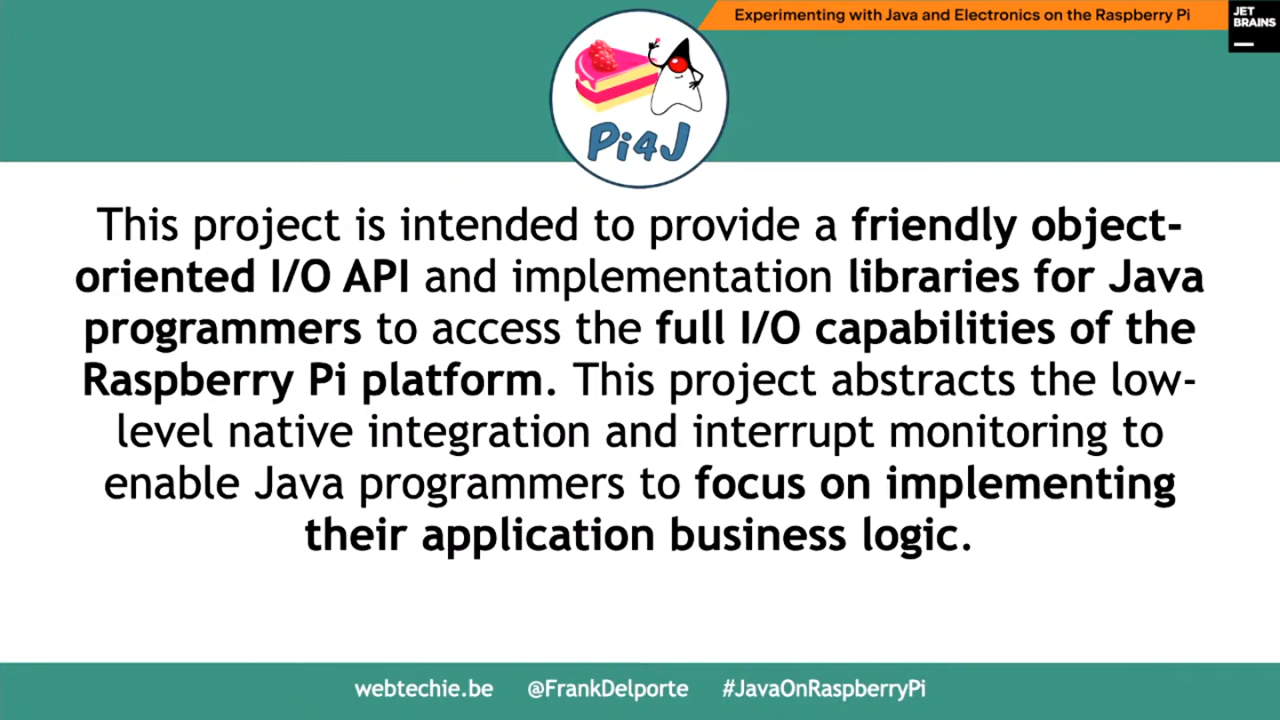 Experimenting with Java and Electronics on the Raspberry Pi
JET
BRAINS
Pi4J
This project is intended to provide a friendly object-
oriented I/O API and implementation libraries for Java
programmers to access the full I/O capabilities of the
Raspberry Pi platform. This project abstracts the low-
level native integration and interrupt monitoring to
enable Java programmers to focus on implementing
their application business logic.
webtechie.be @FrankDelporte #JavaOnRaspberryPi